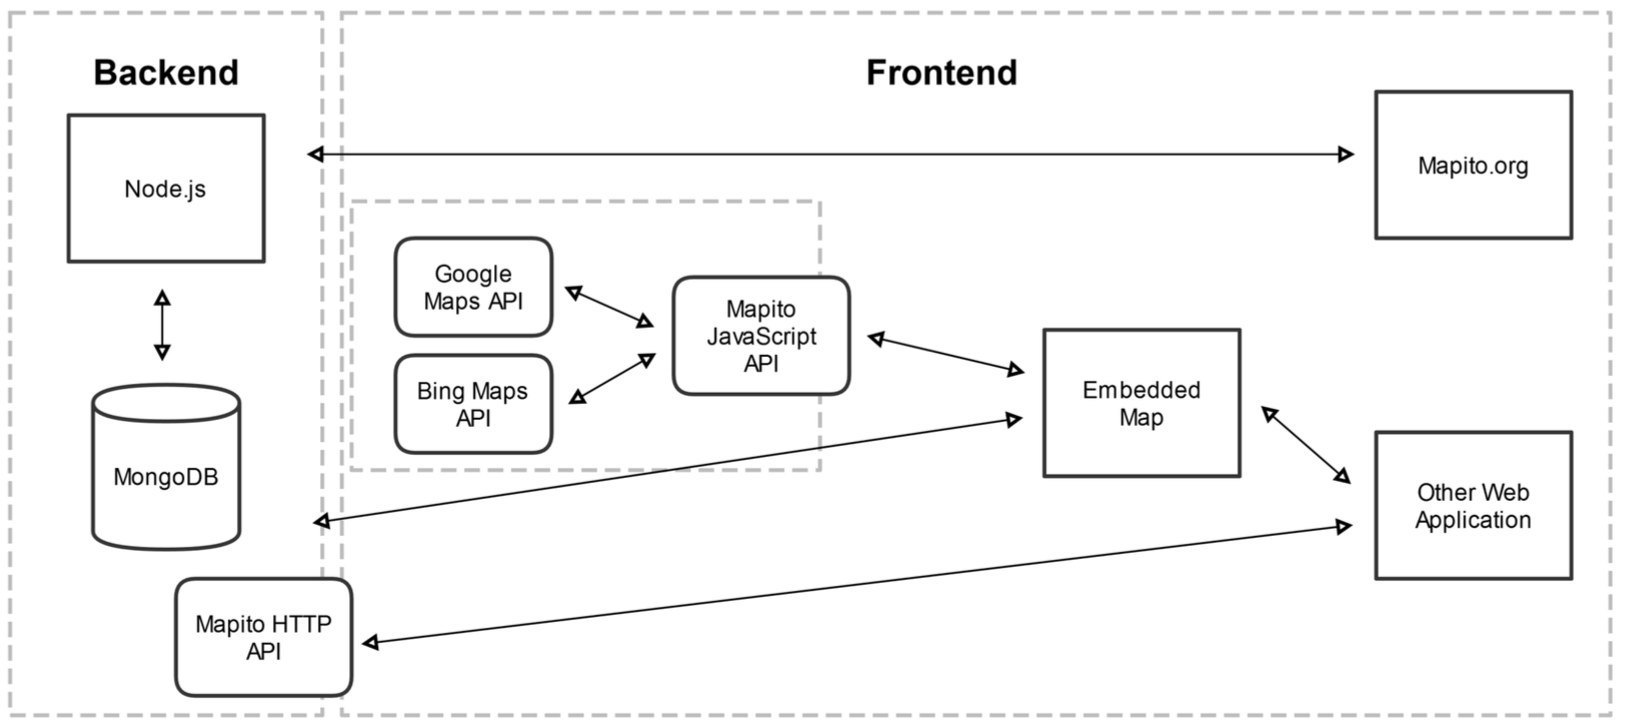 Backend
Frontend
Node.js
Mapito.org
Google
Maps API
Mapito
JavaScript
API
Bing Maps
API
Embedded
Map
MongoDB
Other Web
Application
Mapito HTTP
API